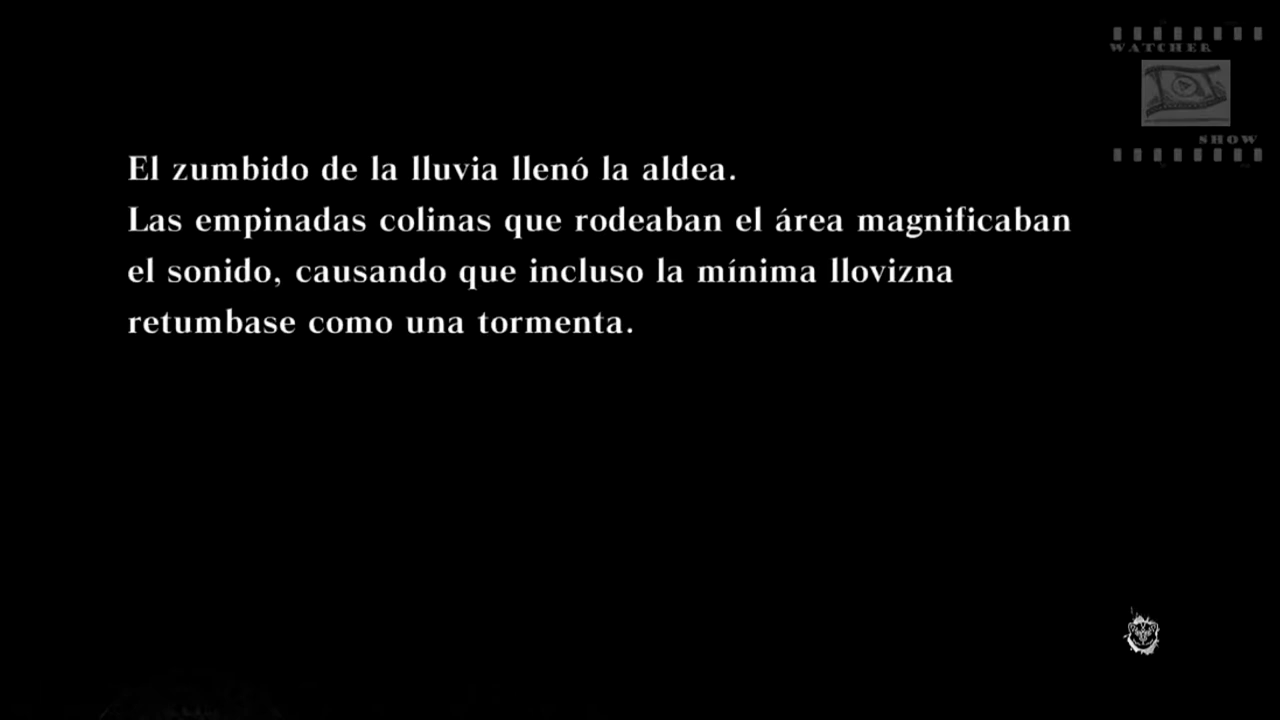 WATCHER
SHOW
El zumbido de la lluvia llenó la aldea.
Las empinadas colinas que rodeaban el área magnificaban
el sonido, causando que incluso la mínima llovizna
retumbase como una tormenta.